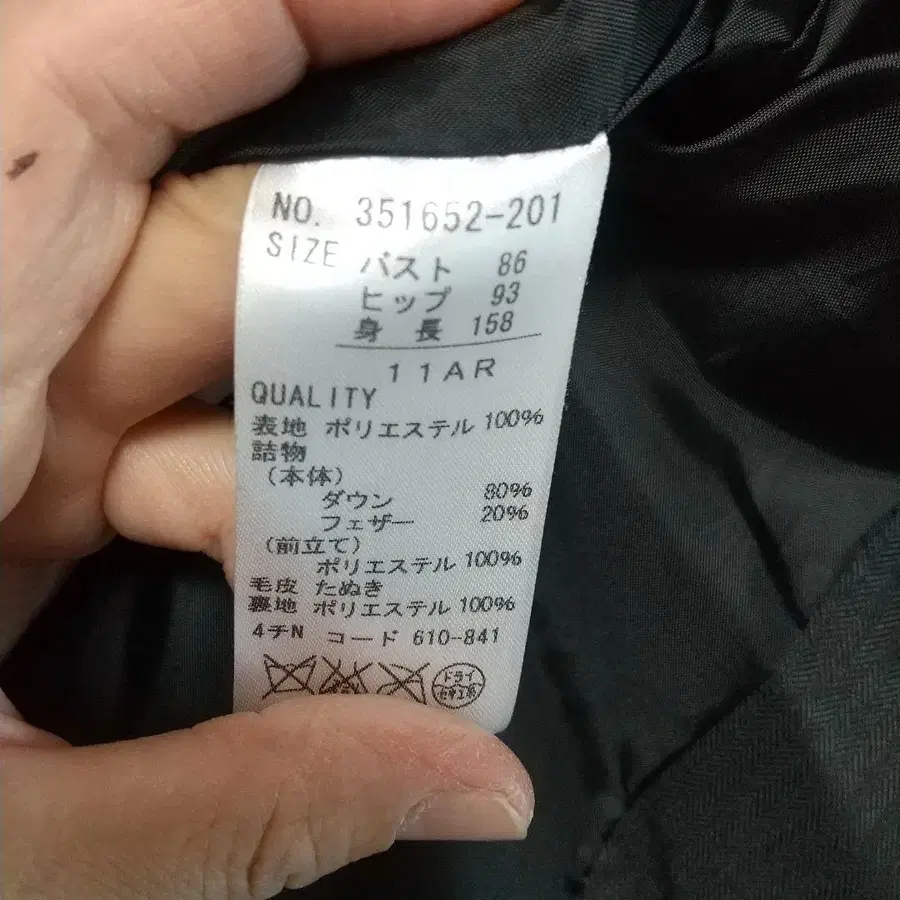 NO. 351652-201
SIZE バスト 86
ヒップ 93
身長 158
11AR
QUALITY
表地 ポリエステル 100%
詰物
(本体)
ダウン 80%
フェザー 20%
(前立て)
ポリエステル 100%
毛皮 たぬき
裏地 ポリエステル 100%
4チN コード 610-841
ドライ